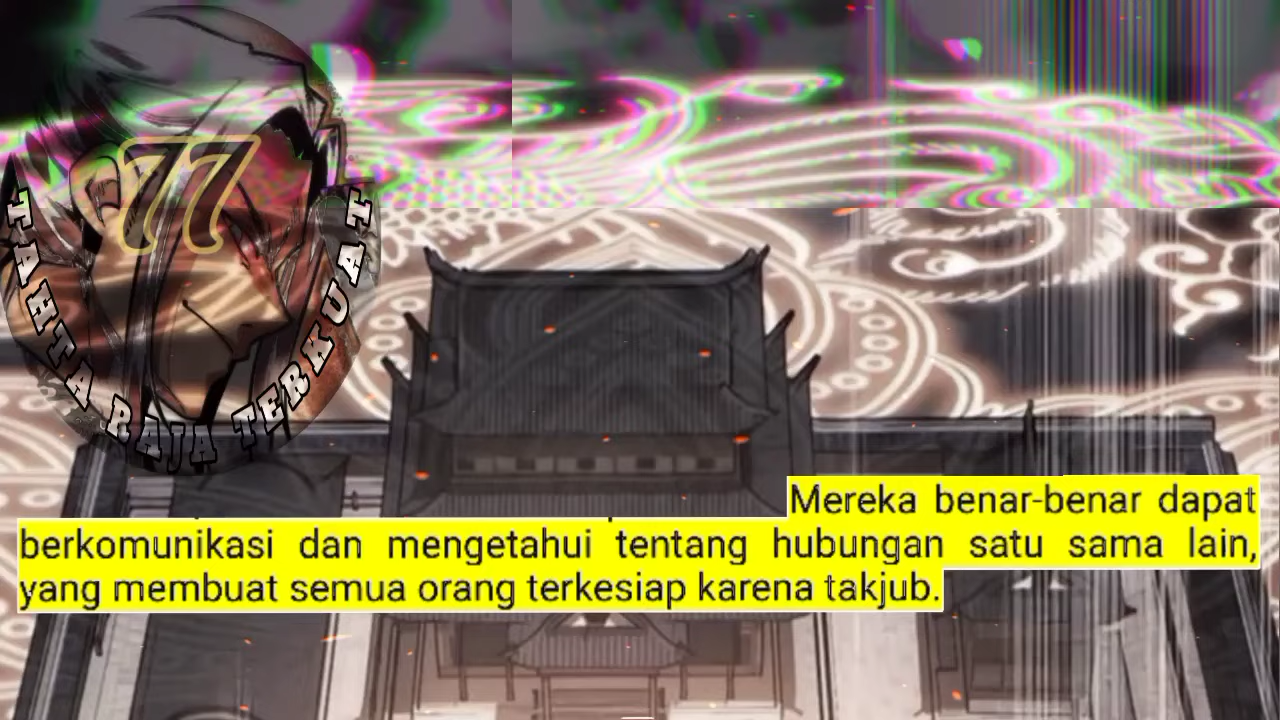 77
TAHTA RAJA TERKUAT
Mereka benar-benar dapat
berkomunikasi dan mengetahui tentang hubungan satu sama lain,
yang membuat semua orang terkesiap karena takjub.